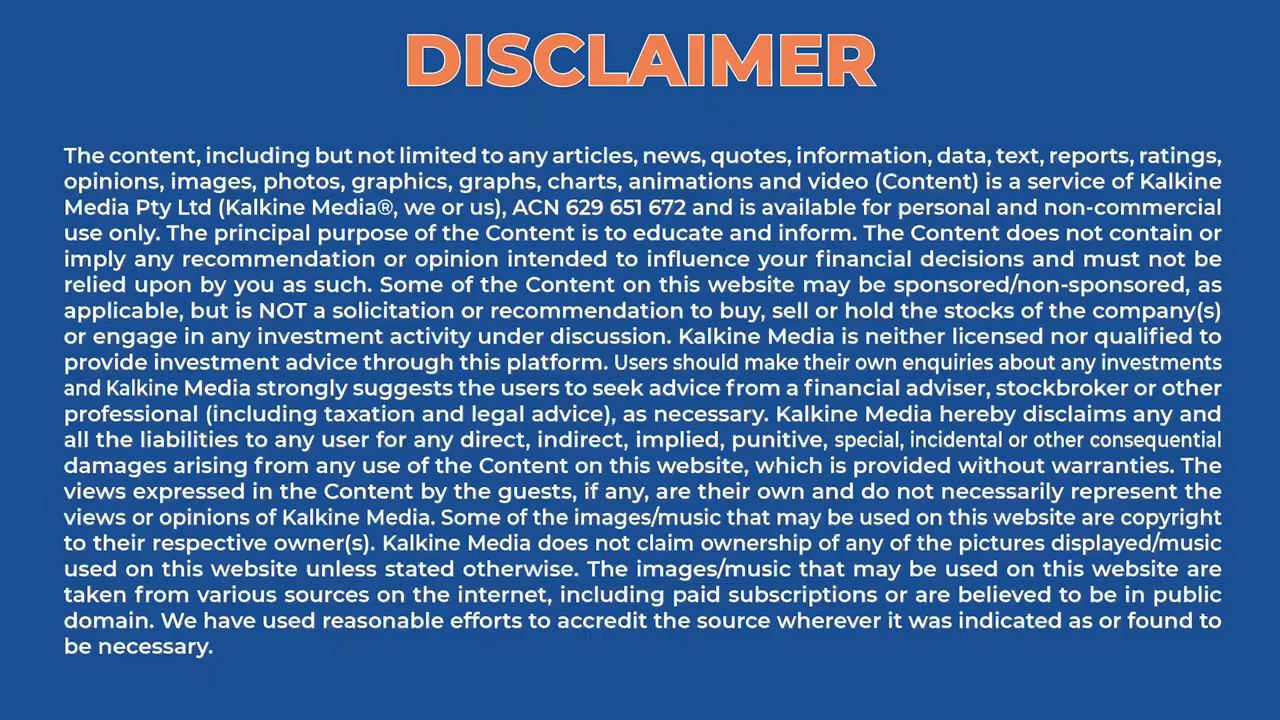 DISCLAIMER
The content, including but not limited to any articles, news, quotes, information, data, text, reports, ratings,
opinions, images, photos, graphics, graphs, charts, animations and video (Content) is a service of Kalkine
Media Pty Ltd (Kalkine Media®, we or us), ACN 629 651 672 and is available for personal and non-commercial
use only. The principal purpose of the Content is to educate and inform. The Content does not contain or
imply any recommendation or opinion intended to influence your financial decisions and must not be
relied upon by you as such. Some of the Content on this website may be sponsored/non-sponsored, as
applicable, but is NOT a solicitation or recommendation to buy, sell or hold the stocks of the company(s)
or engage in any investment activity under discussion. Kalkine Media is neither licensed nor qualified to
provide investment advice through this platform. Users should make their own enquiries about any investments
and Kalkine Media strongly suggests the users to seek advice from a financial adviser, stockbroker or other
professional (including taxation and legal advice), as necessary. Kalkine Media hereby disclaims any and
all the liabilities to any user for any direct, indirect, implied, punitive, special, incidental or other consequential
damages arising from any use of the Content on this website, which is provided without warranties. The
views expressed in the Content by the guests, if any, are their own and do not necessarily represent the
views or opinions of Kalkine Media. Some of the images/music that may be used on this website are copyright
to their respective owner(s). Kalkine Media does not claim ownership of any of the pictures displayed/music
used on this website unless stated otherwise. The images/music that may be used on this website are
taken from various sources on the internet, including paid subscriptions or are believed to be in public
domain. We have used reasonable efforts to accredit the source wherever it was indicated as or found to
be necessary.